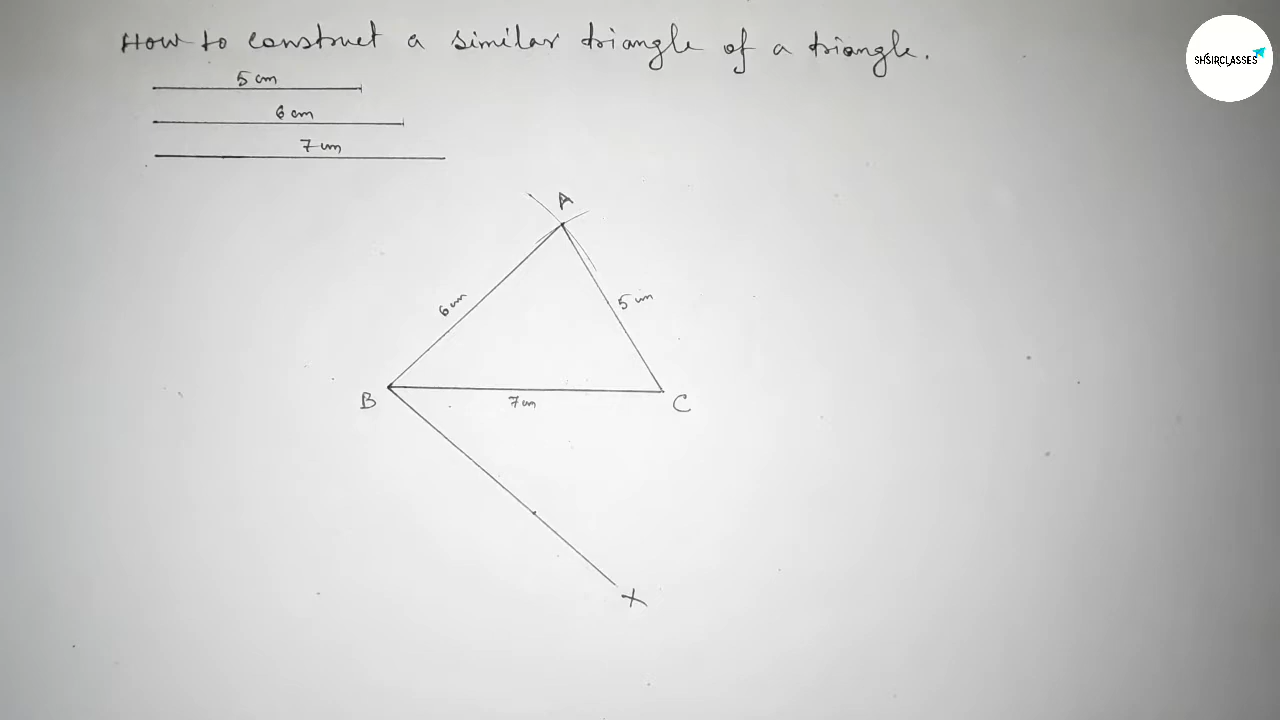 How to construct a similar triangle of a triangle.
SHSIRCLASSES
5 cm
6 cm
7 cm
A
6 cm
5 cm
B
7 cm
C
X